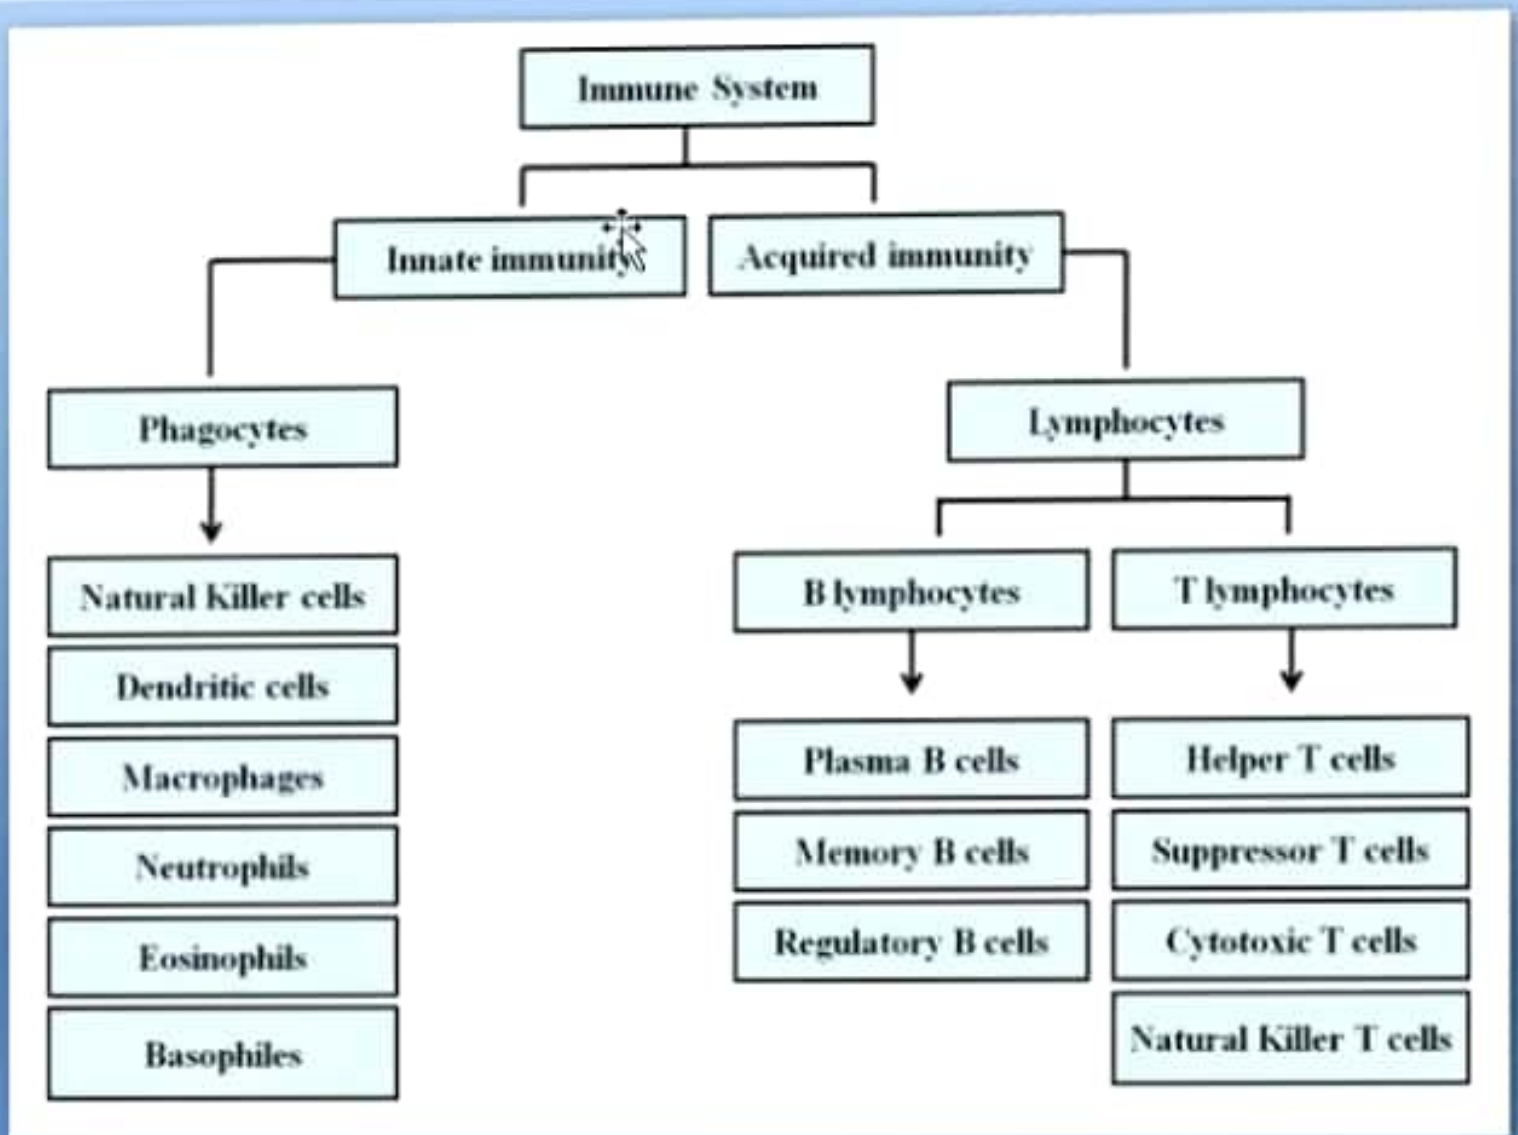 Immune System
Innate immunity
Acquired immunity
Phagocytes
Lymphocytes
Natural Killer cells
B lymphocytes
T lymphocytes
Dendritic cells
Macrophages
Neutrophils
Eosinophils
Basophiles
Plasma B cells
Memory B cells
Regulatory B cells
Helper T cells
Suppressor T cells
Cytotoxic T cells
Natural Killer T cells